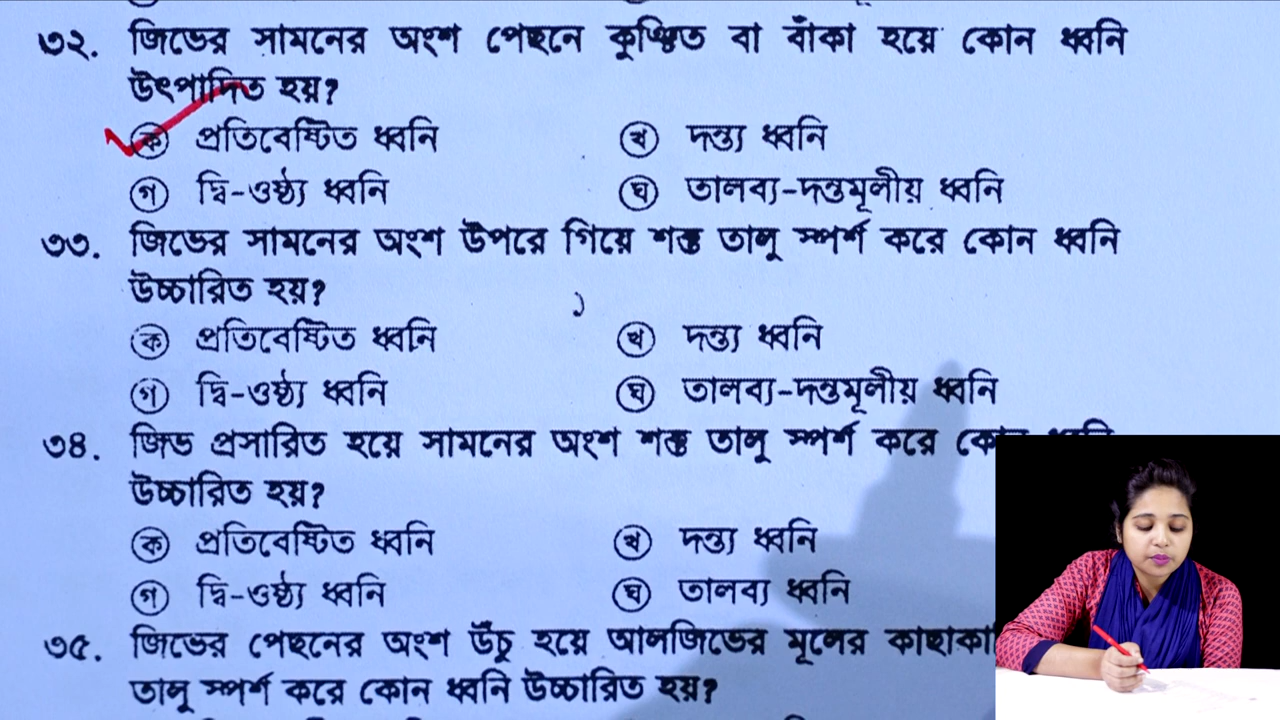 ৩২. জিভের সামনের অংশ পেছনে কুঞ্চিত বা বাঁকা হয়ে কোন ধ্বনি
উৎপাদিত হয়?
ক প্রতিবেষ্টিত ধ্বনি খ দন্ত্য ধ্বনি
গ দ্বি-ওষ্ঠ্য ধ্বনি ঘ তালব্য-দন্তমূলীয় ধ্বনি
৩৩. জিভের সামনের অংশ উপরে গিয়ে শক্ত তালু স্পর্শ করে কোন ধ্বনি
উচ্চারিত হয়?
ক প্রতিবেষ্টিত ধ্বনি খ দন্ত্য ধ্বনি
গ দ্বি-ওষ্ঠ্য ধ্বনি ঘ তালব্য-দন্তমূলীয় ধ্বনি
৩৪. জিভ প্রসারিত হয়ে সামনের অংশ শক্ত তালু স্পর্শ করে
উচ্চারিত হয়?
ক প্রতিবেষ্টিত ধ্বনি খ দন্ত্য ধ্বনি
গ দ্বি-ওষ্ঠ্য ধ্বনি ঘ তালব্য ধ্বনি
৩৫. জিভের পেছনের অংশ উঁচু হয়ে আলজিভের মূলের
তালু স্পর্শ করে কোন ধ্বনি উচ্চারিত হয়?